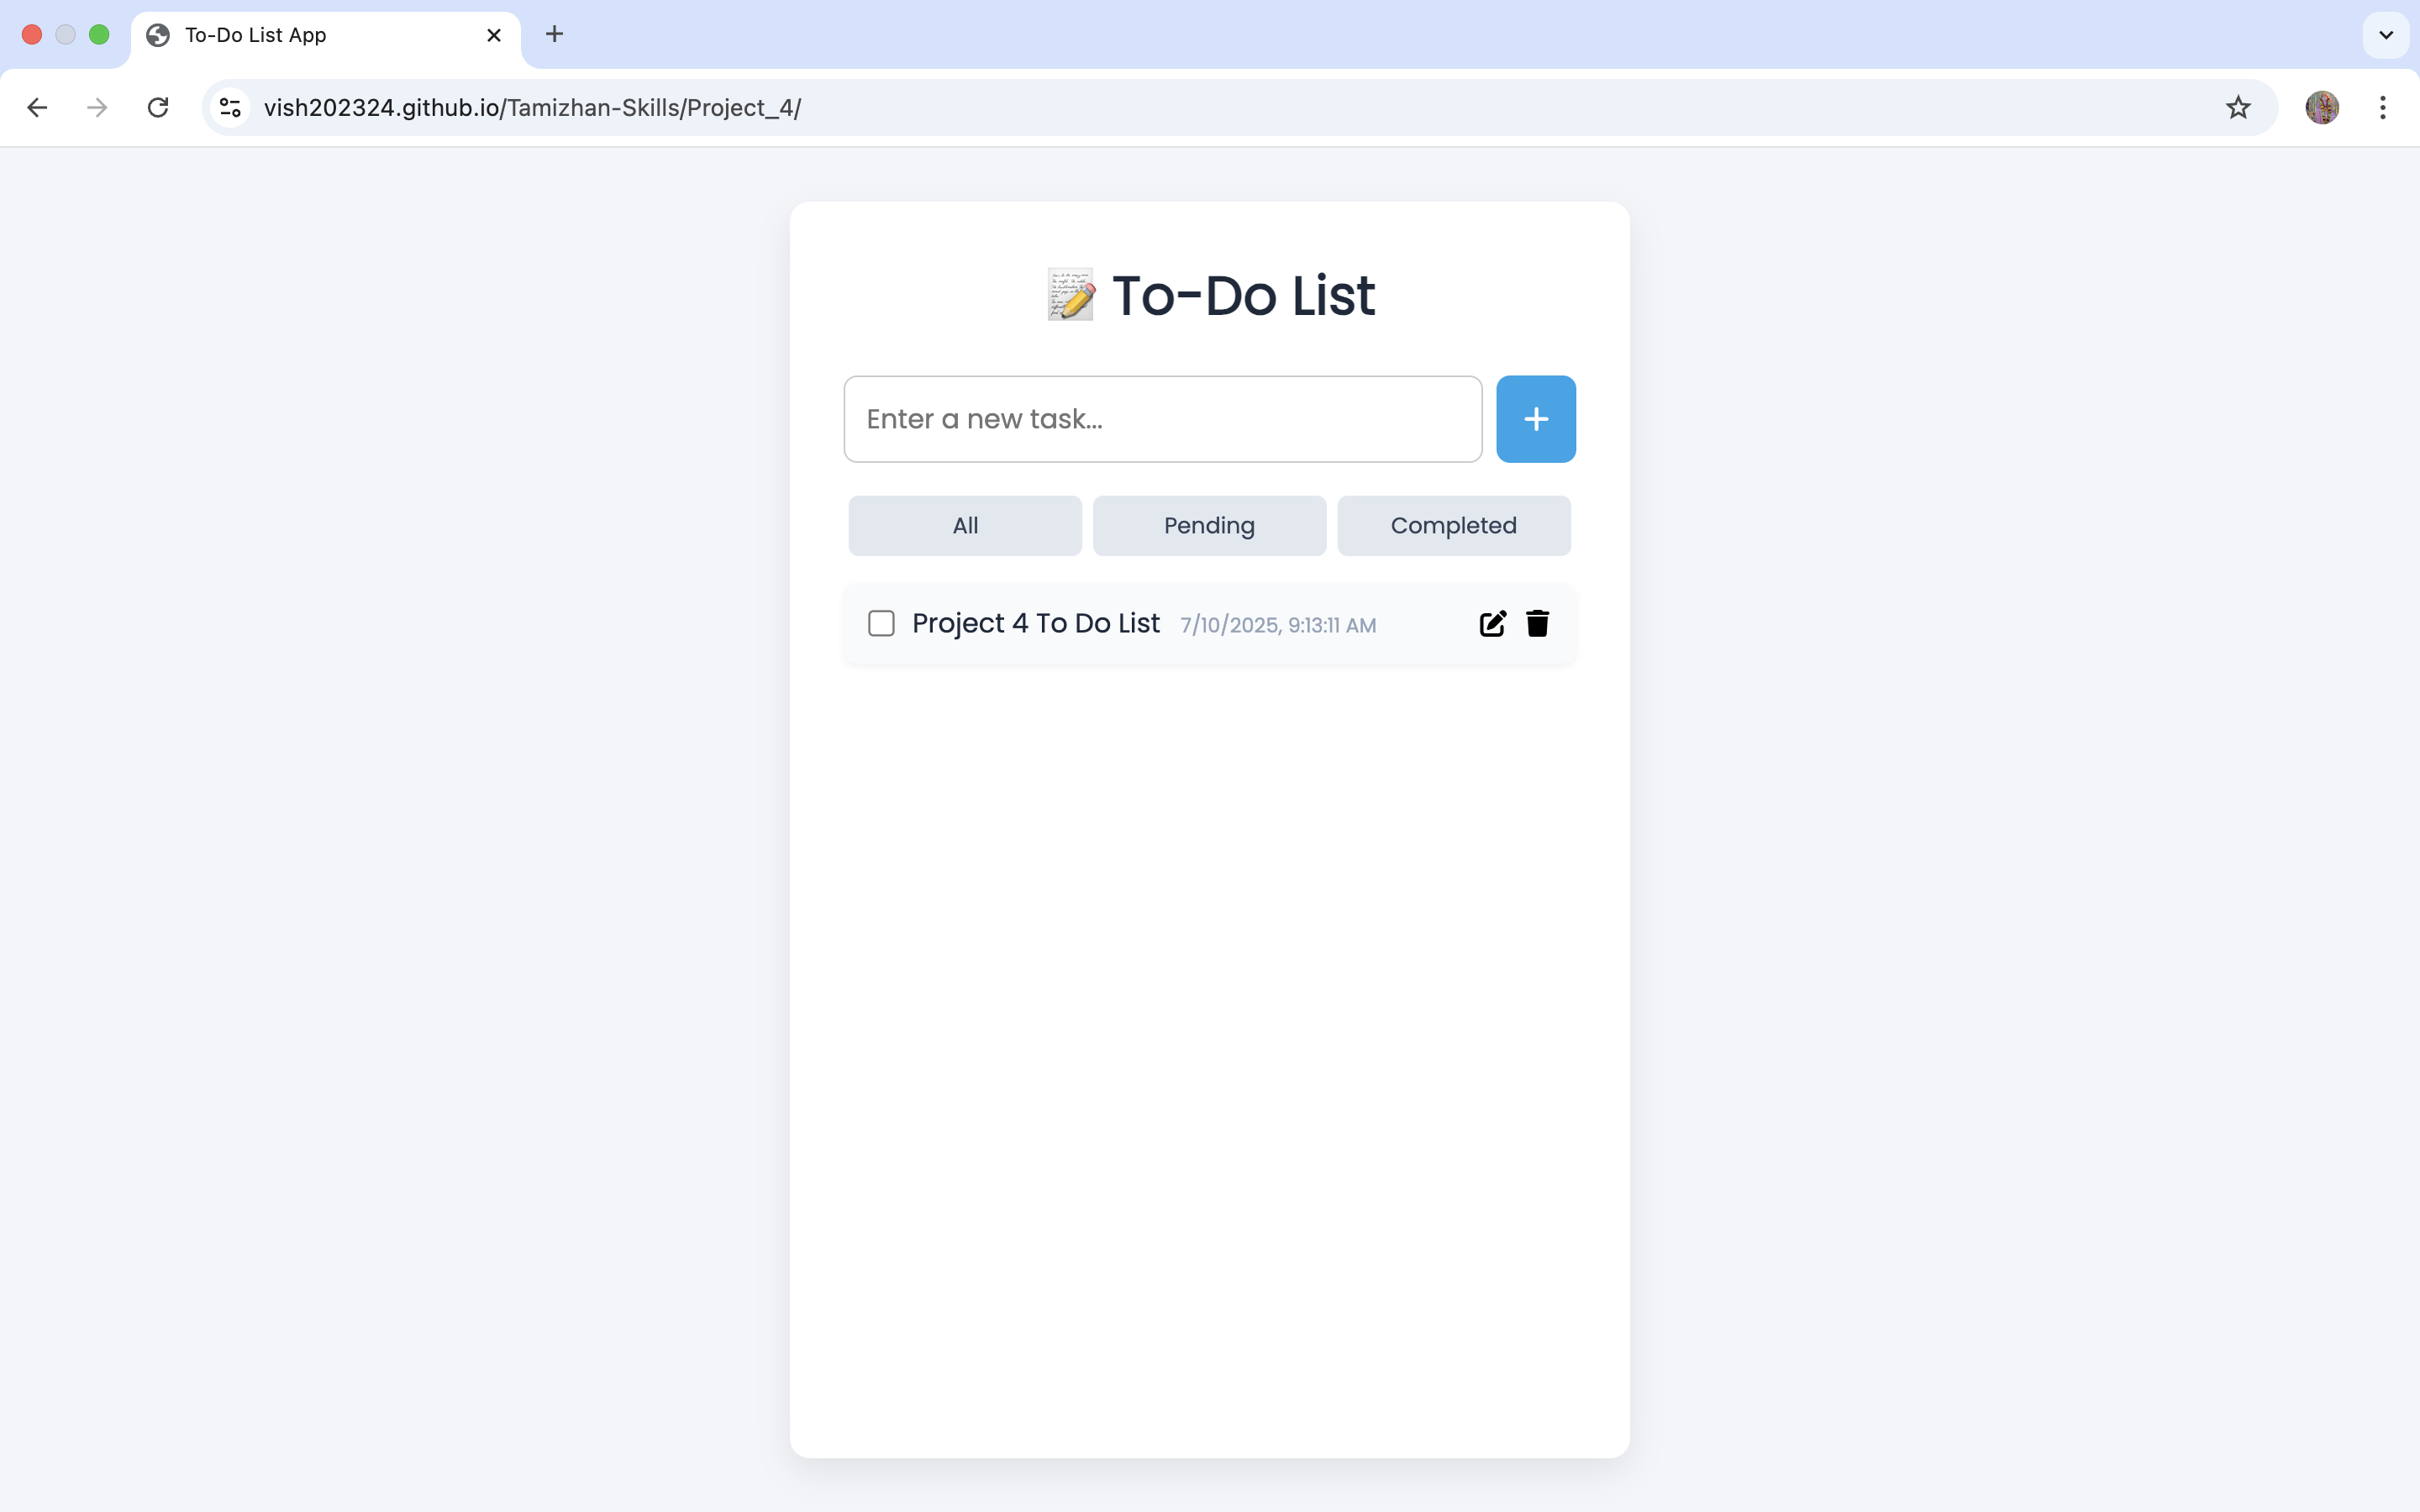 To-Do List App
vish202324.github.io/Tamizhan-Skills/Project_4/
To-Do List
Enter a new task...
All
Pending
Completed
Project 4 To Do List 7/10/2025, 9:13:11 AM